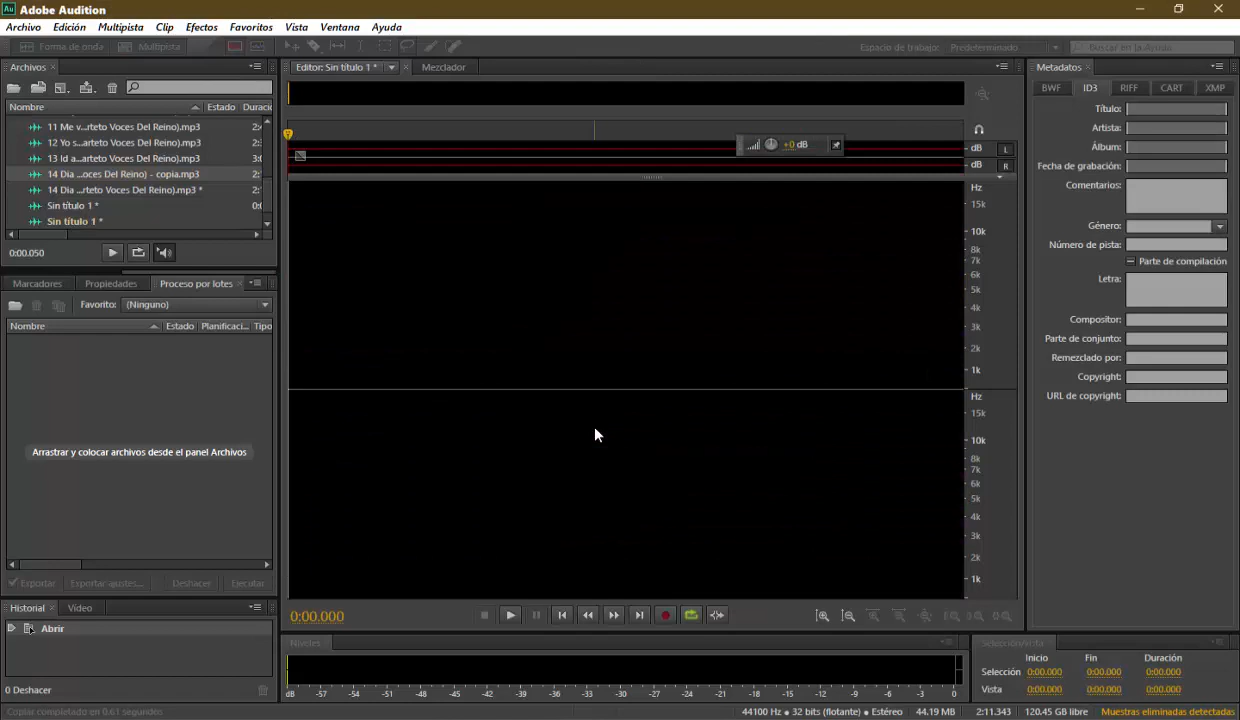 Au Adobe Audition
Archivo Edición Multipista Clip Efectos Favoritos Vista Ventana Ayuda
Forma de onda Multipista Espacio de trabajo: Predeterminado Buscar en la Ayuda
Archivos
Nombre Estado Duració
11 Me v...rteto Voces Del Reino).mp3 2:
12 Yo s...arteto Voces Del Reino).mp3 2:
13 Id a...arteto Voces Del Reino).mp3 3:0
14 Dia ...oces Del Reino) - copia.mp3 2:
14 Dia ...rteto Voces Del Reino).mp3 * 2:
Sin título 1 * 0:0
Sin título 1 *
0:00.050
Marcadores Propiedades Proceso por lotes
Favorito: (Ninguno)
Nombre Estado Planificaci... Tipo
Arrastrar y colocar archivos desde el panel Archivos
Exportar Exportar ajustes... Deshacer Ejecutar
Historial Vídeo
Abrir
0 Deshacer
Copiar completado en 0.61 segundos
Editor: Sin título 1 * Mezclador
+0 dB
dB L
dB R
Hz
15k
10k
8k
7k
6k
5k
4k
3k
2k
1k
Hz
15k
10k
8k
7k
6k
5k
4k
3k
2k
1k
0:00.000
Niveles
dB -57 -54 -51 -48 -45 -42 -39 -36 -33 -30 -27 -24 -21 -18 -15 -12 -9 -6 -3 0
Metadatos
BWF ID3 RIFF CART XMP
Título:
Artista:
Álbum:
Fecha de grabación:
Comentarios:
Género:
Número de pista:
Parte de compilación
Letra:
Compositor:
Parte de conjunto:
Remezclado por:
Copyright:
URL de copyright:
Selección/vista
Inicio Fin Duración
Selección 0:00.000 0:00.000 0:00.000
Vista 0:00.000 0:00.000 0:00.000
44100 Hz • 32 bits (flotante) • Estéreo 44.19 MB 2:11.343 120.45 GB libre Muestras eliminadas detectadas